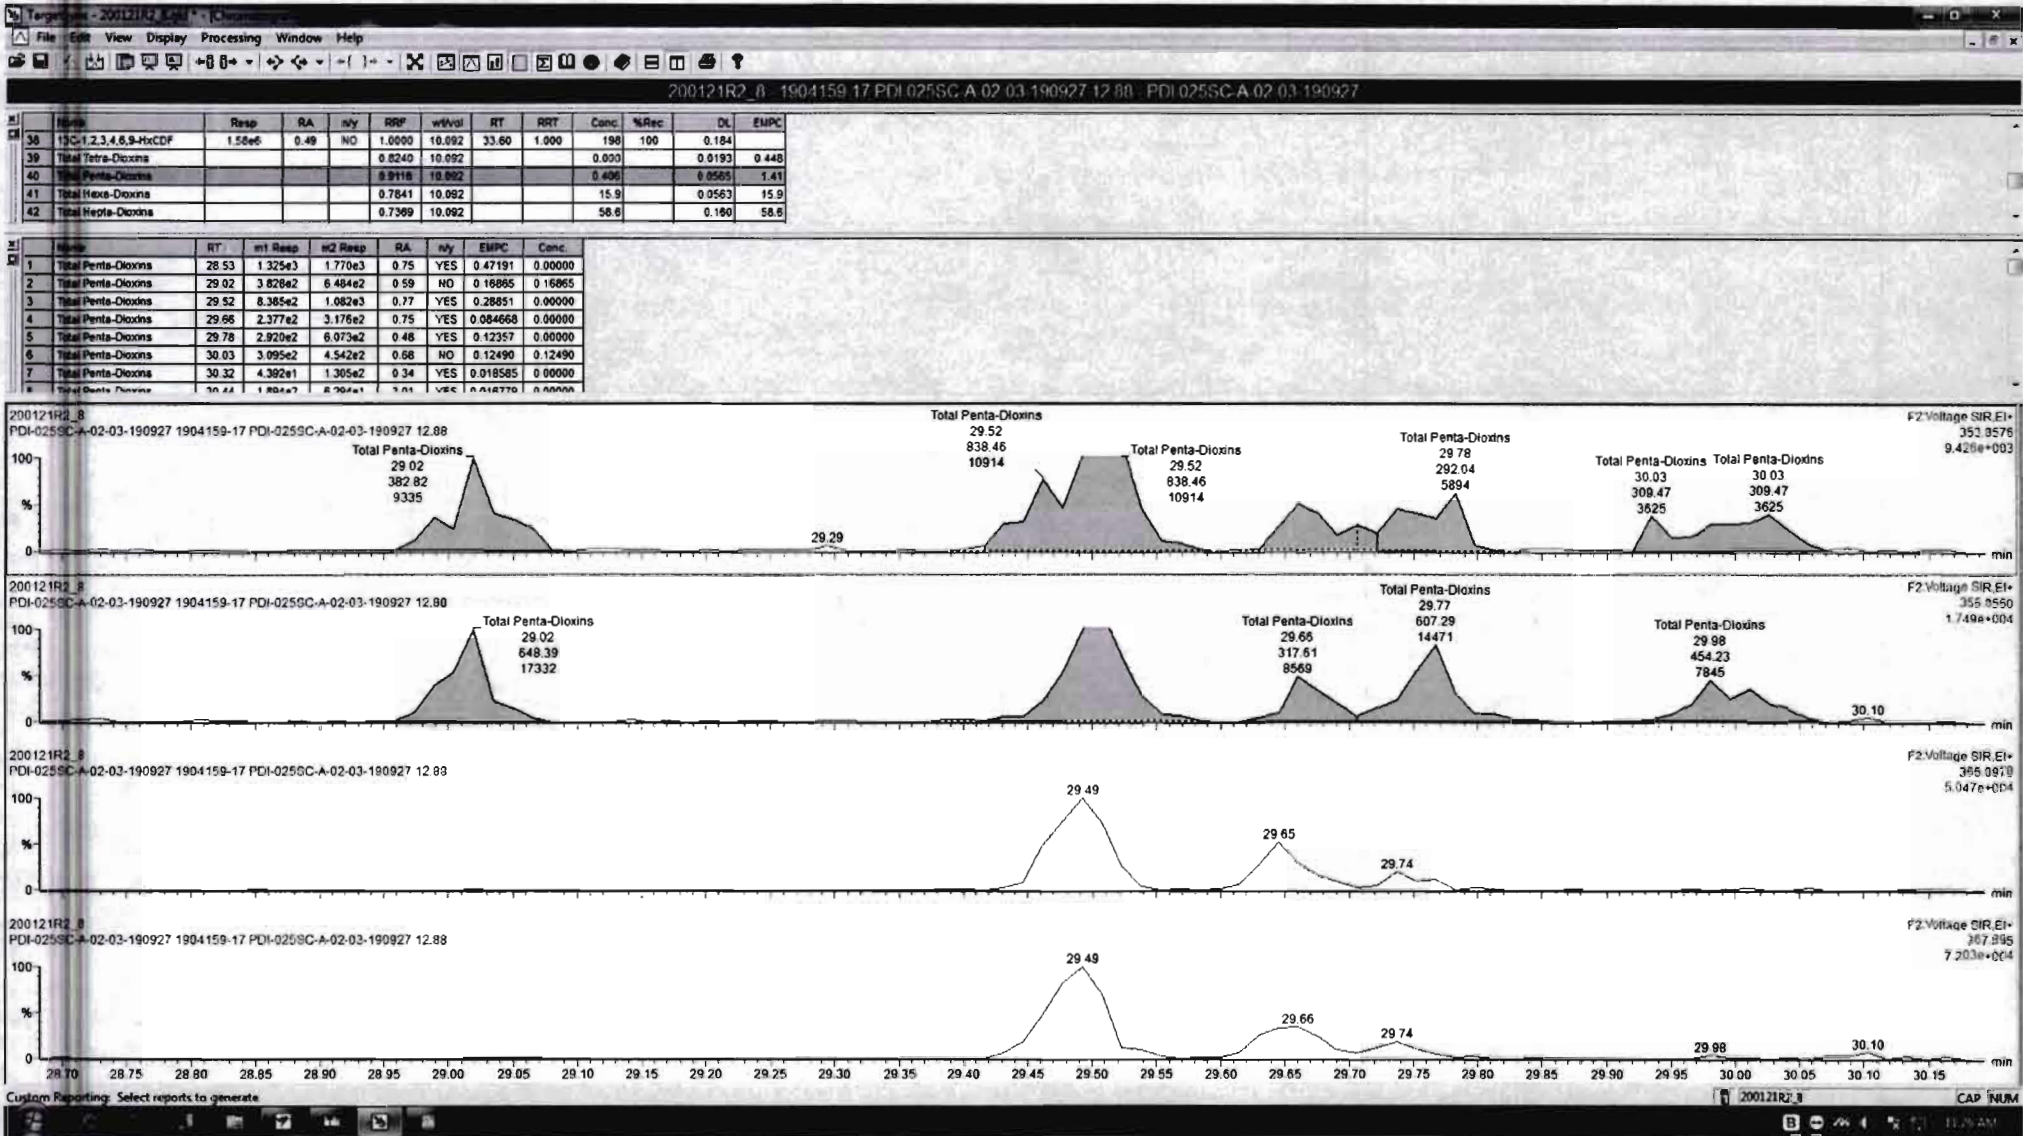 File Edit View Display Processing Window Help
200121R2_8 - 1904159-17 PDI-025SC-A-02-03-190927 12.88 - PDI-025SC-A-02-03-190927
Resp RA n/y RRF wt/vol RT RRT Conc. %Rec DL EMPC
38 13C-1,2,3,4,6,9-HxCDF 1.58e6 0.49 NO 1.0000 10.092 33.60 1.000 198 100 0.184
39 Total Tetra-Dioxins 0.8240 10.092 0.000 0.0193 0.448
40 Total Penta-Dioxins 0.9116 10.092 0.406 0.0565 1.41
41 Total Hexa-Dioxins 0.7841 10.092 15.9 0.0563 15.9
42 Total Hepta-Dioxins 0.7369 10.092 58.6 0.160 58.6
Name RT m1 Resp m2 Resp RA n/y EMPC Conc.
1 Total Penta-Dioxins 28.53 1.325e3 1.770e3 0.75 YES 0.47191 0.00000
2 Total Penta-Dioxins 29.02 3.828e2 6.484e2 0.59 NO 0.16865 0.16865
3 Total Penta-Dioxins 29.52 8.385e2 1.082e3 0.77 YES 0.28851 0.00000
4 Total Penta-Dioxins 29.66 2.377e2 3.176e2 0.75 YES 0.084668 0.00000
5 Total Penta-Dioxins 29.78 2.920e2 6.073e2 0.48 YES 0.12357 0.00000
6 Total Penta-Dioxins 30.03 3.095e2 4.542e2 0.68 NO 0.12490 0.12490
7 Total Penta-Dioxins 30.32 4.392e1 1.305e2 0.34 YES 0.018585 0.00000
200121R2_8
PDI-025SC-A-02-03-190927 1904159-17 PDI-025SC-A-02-03-190927 12.88
F2:Voltage SIR,EI+
353.8576
9.426e+003
Total Penta-Dioxins
29.02
382.82
9335
Total Penta-Dioxins
29.52
838.46
10914
Total Penta-Dioxins
29.52
838.46
10914
Total Penta-Dioxins
29.78
292.04
5894
Total Penta-Dioxins
30.03
309.47
3625
Total Penta-Dioxins
30.03
309.47
3625
29.29
100
%
0
min
200121R2_8
PDI-025SC-A-02-03-190927 1904159-17 PDI-025SC-A-02-03-190927 12.88
F2:Voltage SIR,EI+
355.8550
1.749e+004
Total Penta-Dioxins
29.02
648.39
17332
Total Penta-Dioxins
29.66
317.61
8569
Total Penta-Dioxins
29.77
607.29
14471
Total Penta-Dioxins
29.98
454.23
7845
30.10
100
%
0
min
200121R2_8
PDI-025SC-A-02-03-190927 1904159-17 PDI-025SC-A-02-03-190927 12.88
F2:Voltage SIR,EI+
365.8978
5.047e+004
29.49
29.65
29.74
100
%
0
min
200121R2_8
PDI-025SC-A-02-03-190927 1904159-17 PDI-025SC-A-02-03-190927 12.88
F2:Voltage SIR,EI+
367.895
7.203e+004
29.49
29.66
29.74
29.98
30.10
100
%
0
min
28.70 28.75 28.80 28.85 28.90 28.95 29.00 29.05 29.10 29.15 29.20 29.25 29.30 29.35 29.40 29.45 29.50 29.55 29.60 29.65 29.70 29.75 29.80 29.85 29.90 29.95 30.00 30.05 30.10 30.15
Custom Reporting: Select reports to generate
200121R2_8
CAP NUM